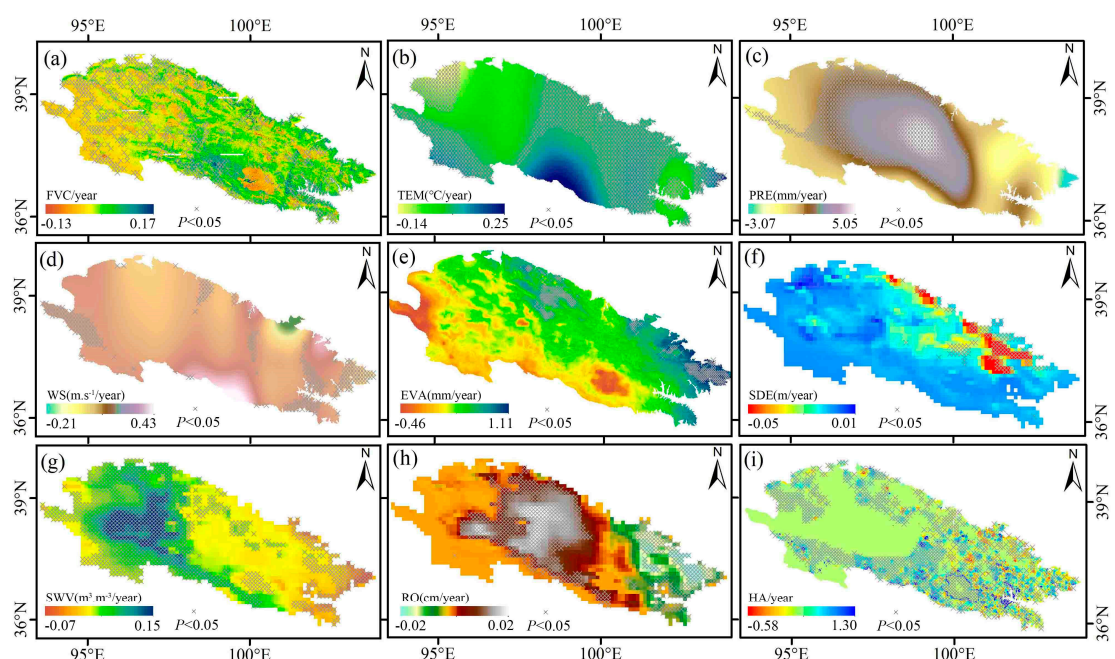 95°E 100°E 95°E 100°E 95°E 100°E
(a) N
39°N
36°N
FVC/year
-0.13 0.17 P<0.05
(b) N
TEM(°C/year)
-0.14 0.25 P<0.05
(c) N
39°N
36°N
PRE(mm/year)
-3.07 5.05 P<0.05
(d) N
39°N
36°N
WS(m.s⁻¹/year)
-0.21 0.43 P<0.05
(e) N
EVA(mm/year)
-0.46 1.11 P<0.05
(f) N
39°N
36°N
SDE(m/year)
-0.05 0.01 P<0.05
(g) N
39°N
36°N
SWV(m³ m⁻³/year)
-0.07 0.15 P<0.05
(h) N
RO(cm/year)
-0.02 0.02 P<0.05
(i) N
39°N
36°N
HA/year
-0.58 1.30 P<0.05
95°E 100°E 95°E 100°E 95°E 100°E